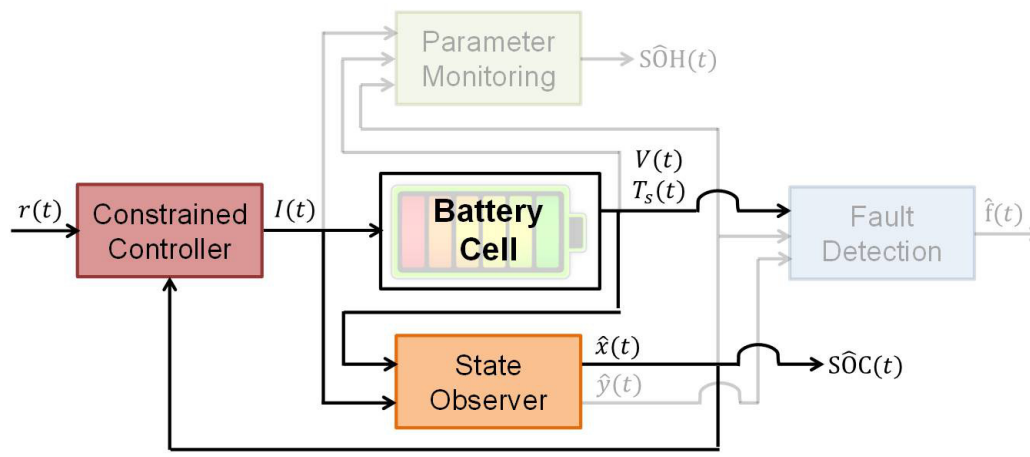 Parameter
Monitoring
SÔH(t)
V(t)
T_s(t)
r(t)
Constrained
Controller
I(t)
Battery
Cell
Fault
Detection
f̂(t)
x̂(t)
State
Observer
ŷ(t)
SÔC(t)